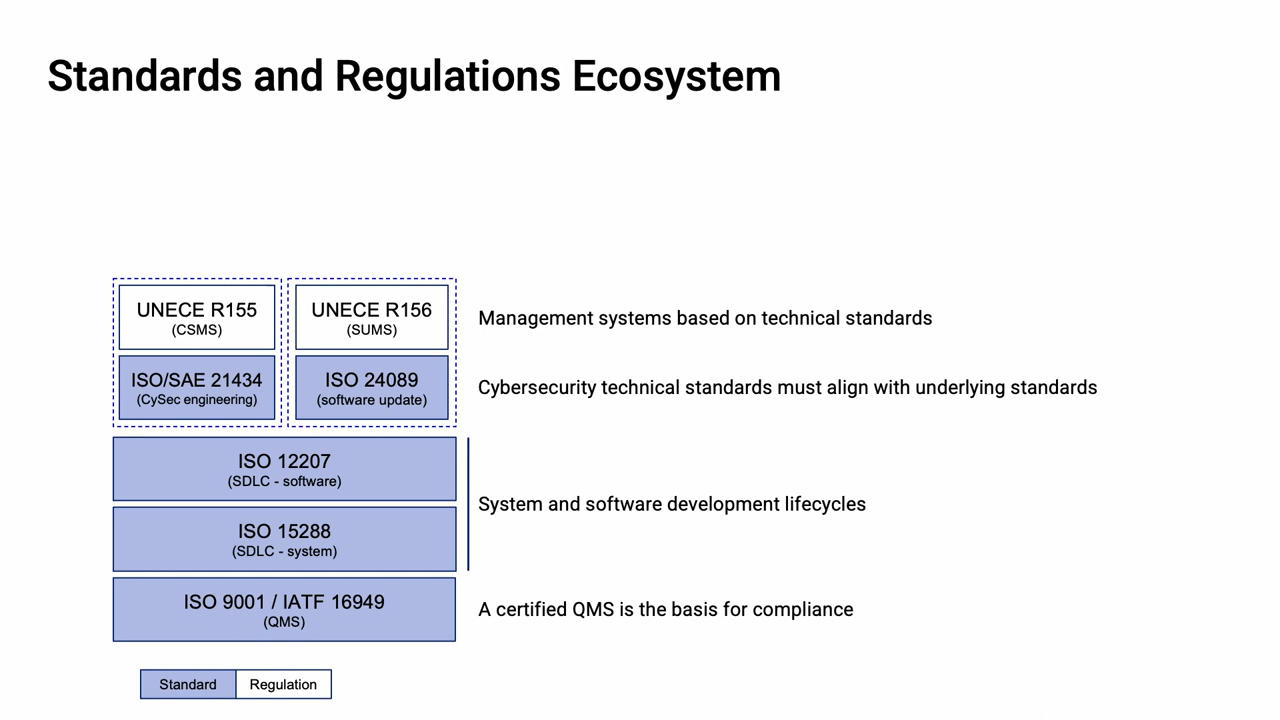 Standards and Regulations Ecosystem
UNECE R155
(CSMS)
UNECE R156
(SUMS)
Management systems based on technical standards
ISO/SAE 21434
(CySec engineering)
ISO 24089
(software update)
Cybersecurity technical standards must align with underlying standards
ISO 12207
(SDLC - software)
System and software development lifecycles
ISO 15288
(SDLC - system)
ISO 9001 / IATF 16949
(QMS)
A certified QMS is the basis for compliance
Standard
Regulation